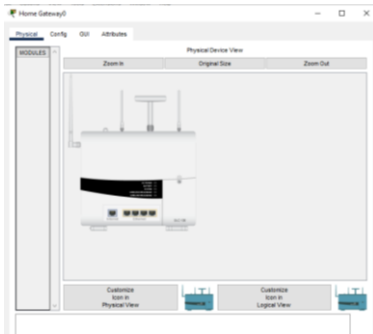 Home Gateway0
Physical Config GUI Attributes
MODULES
Physical Device View
Zoom In Original Size Zoom Out
Customize
Icon in
Physical View
Customize
Icon in
Logical View